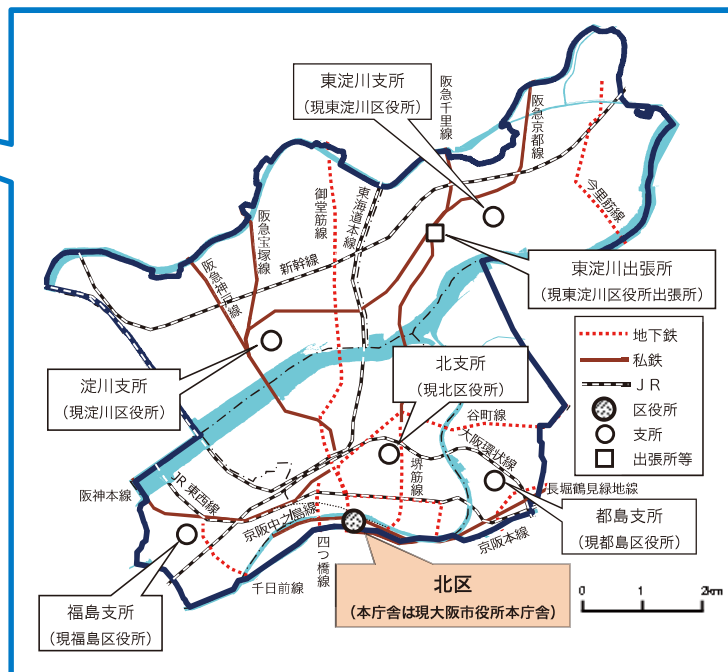 東淀川支所
（現東淀川区役所）
阪急千里線
阪急京都線
御堂筋線
東海道本線
今里筋線
阪急宝塚線
阪急神戸線
新幹線
東淀川出張所
（現東淀川区役所出張所）
地下鉄
私鉄
ＪＲ
区役所
支所
出張所等
淀川支所
（現淀川区役所）
北支所
（現北区役所）
谷町線
大阪環状線
堺筋線
阪神本線
JR東西線
長堀鶴見緑地線
京阪中之島線
四つ橋線
京阪本線
都島支所
（現都島区役所）
千日前線
北区
（本庁舎は現大阪市役所本庁舎）
福島支所
（現福島区役所）
0 1 2km